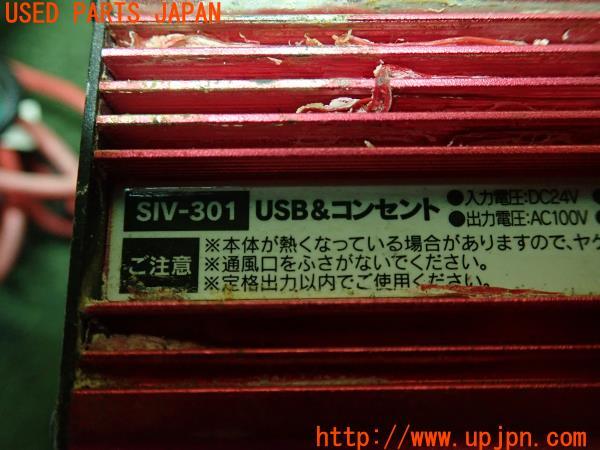 USED PARTS JAPAN
SIV-301 USB&コンセント ●入力電圧:DC24V
●出力電圧:AC100V
ご注意 ※本体が熱くなっている場合がありますので、ヤケ
※通風口をふさがないでください。
※定格出力以内でご使用ください。
http://www.upjpn.com